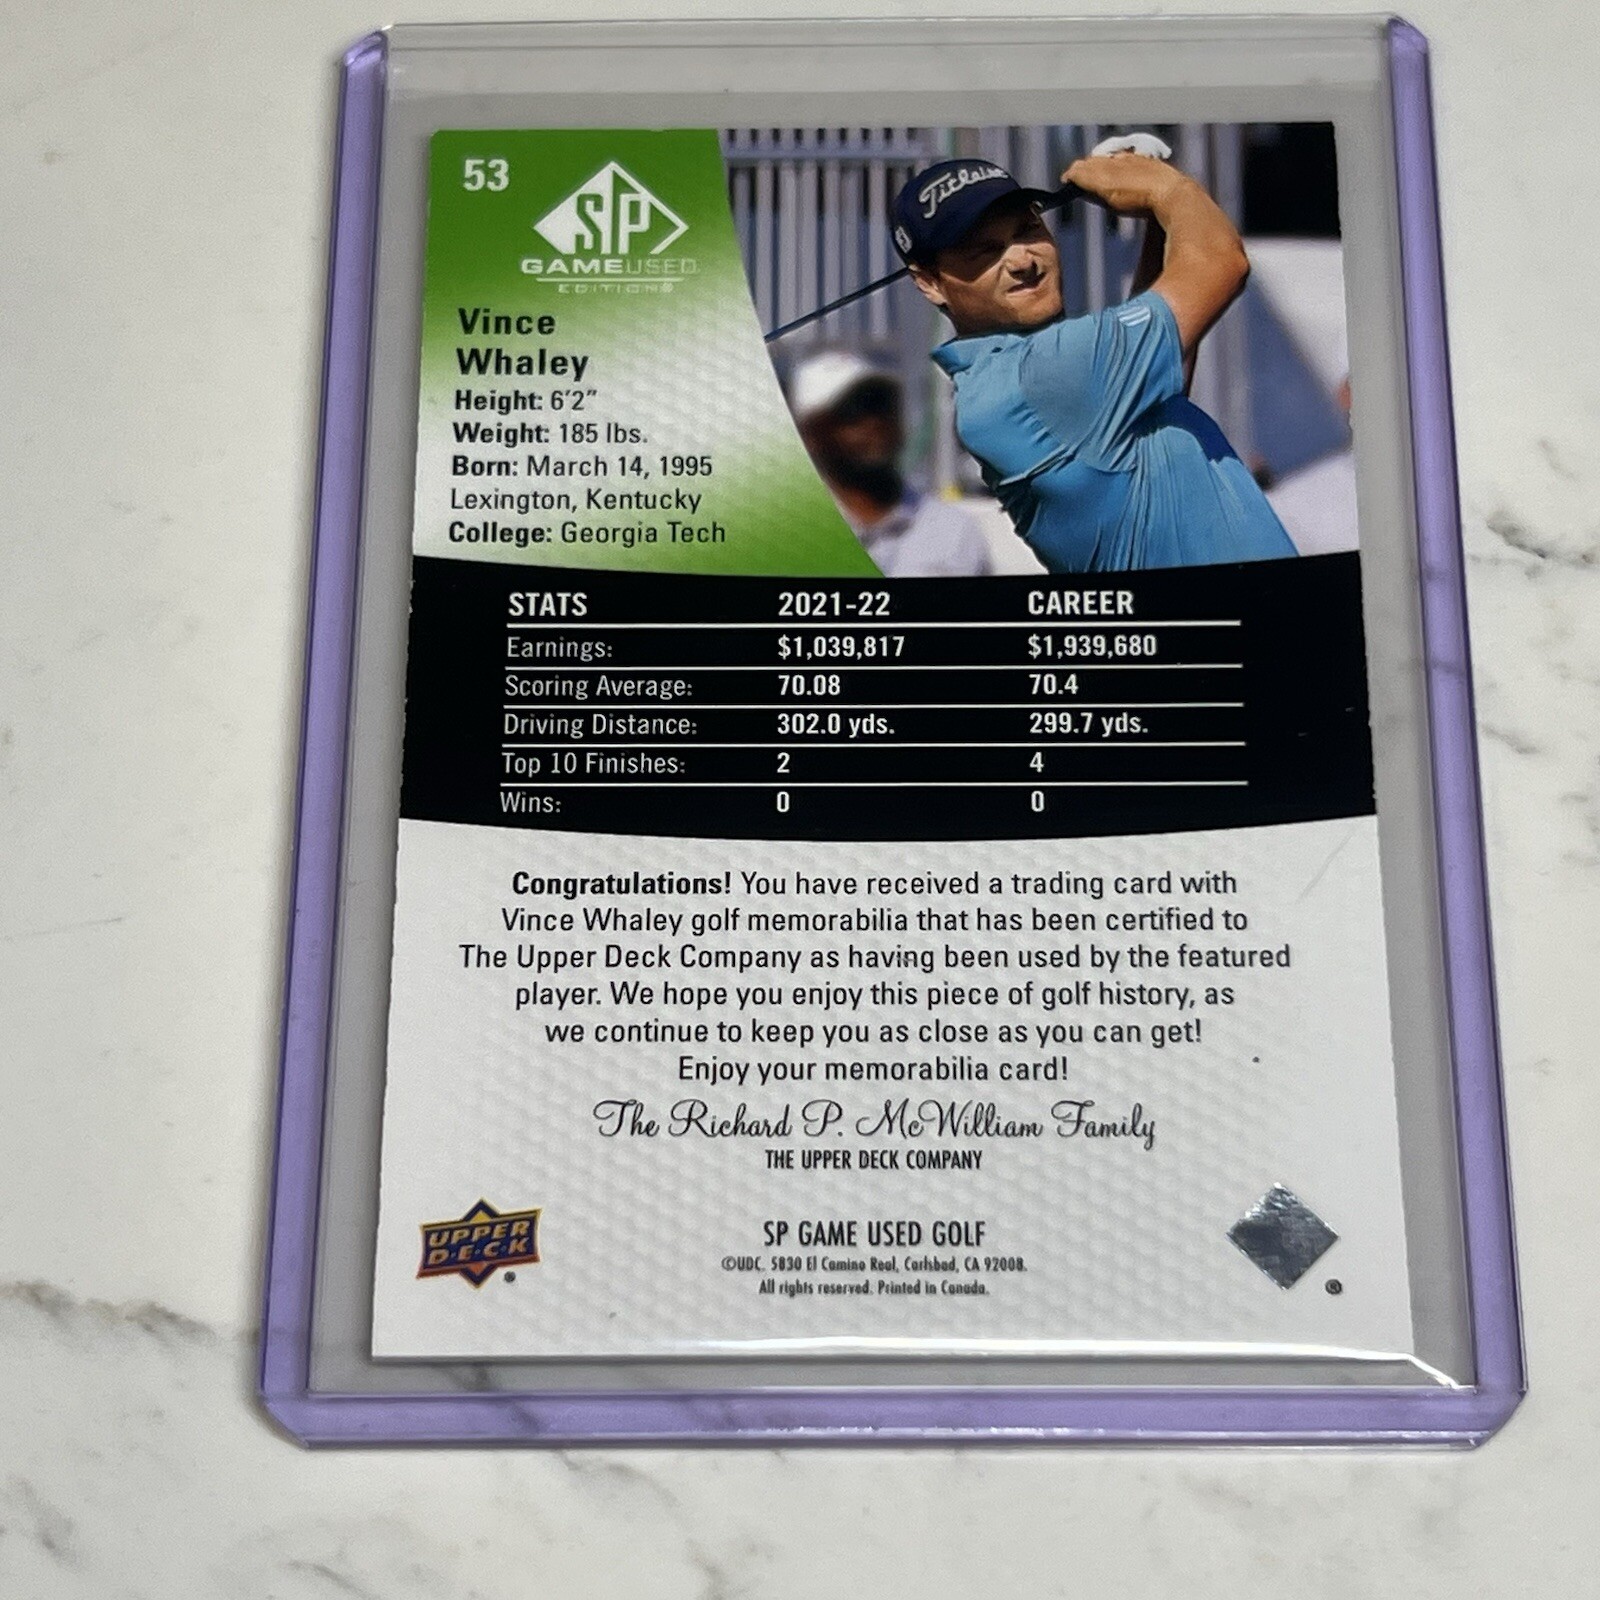 53
SP
GAMEUSED
EDITION®
Titleist
Vince
Whaley
Height: 6'2"
Weight: 185 lbs.
Born: March 14, 1995
Lexington, Kentucky
College: Georgia Tech
STATS 2021-22 CAREER
Earnings: $1,039,817 $1,939,680
Scoring Average: 70.08 70.4
Driving Distance: 302.0 yds. 299.7 yds.
Top 10 Finishes: 2 4
Wins: 0 0
Congratulations! You have received a trading card with
Vince Whaley golf memorabilia that has been certified to
The Upper Deck Company as having been used by the featured
player. We hope you enjoy this piece of golf history, as
we continue to keep you as close as you can get!
Enjoy your memorabilia card!
The Richard P. McWilliam Family
THE UPPER DECK COMPANY
UPPER
D·E·C·K
®
SP GAME USED GOLF
©UDC. 5830 El Camino Real, Carlsbad, CA 92008.
All rights reserved. Printed in Canada.
®